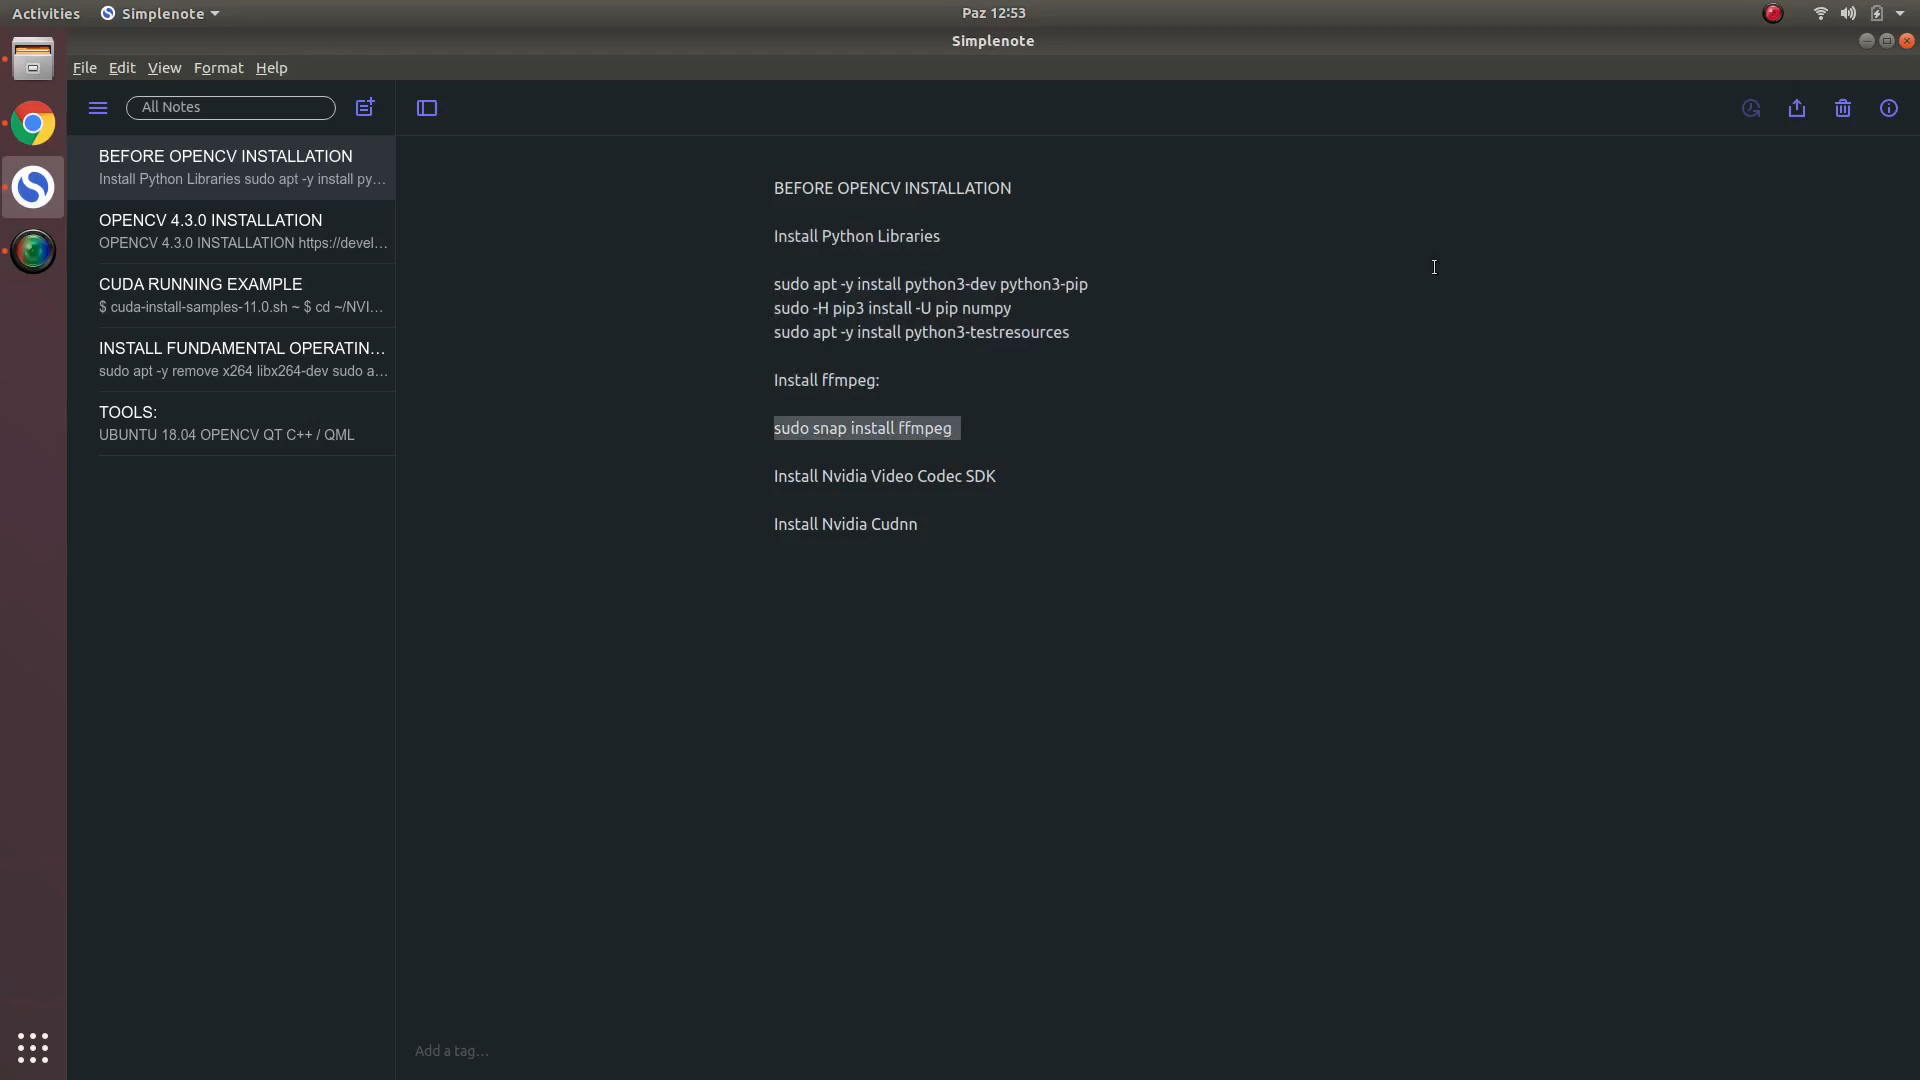 Activities
Simplenote
Paz 12:53
Simplenote
File Edit View Format Help
All Notes
BEFORE OPENCV INSTALLATION
Install Python Libraries sudo apt -y install py...
OPENCV 4.3.0 INSTALLATION
OPENCV 4.3.0 INSTALLATION https://devel...
CUDA RUNNING EXAMPLE
$ cuda-install-samples-11.0.sh ~ $ cd ~/NVI...
INSTALL FUNDAMENTAL OPERATIN...
sudo apt -y remove x264 libx264-dev sudo a...
TOOLS:
UBUNTU 18.04 OPENCV QT C++ / QML
BEFORE OPENCV INSTALLATION
Install Python Libraries
sudo apt -y install python3-dev python3-pip
sudo -H pip3 install -U pip numpy
sudo apt -y install python3-testresources
Install ffmpeg:
sudo snap install ffmpeg
Install Nvidia Video Codec SDK
Install Nvidia Cudnn
Add a tag...